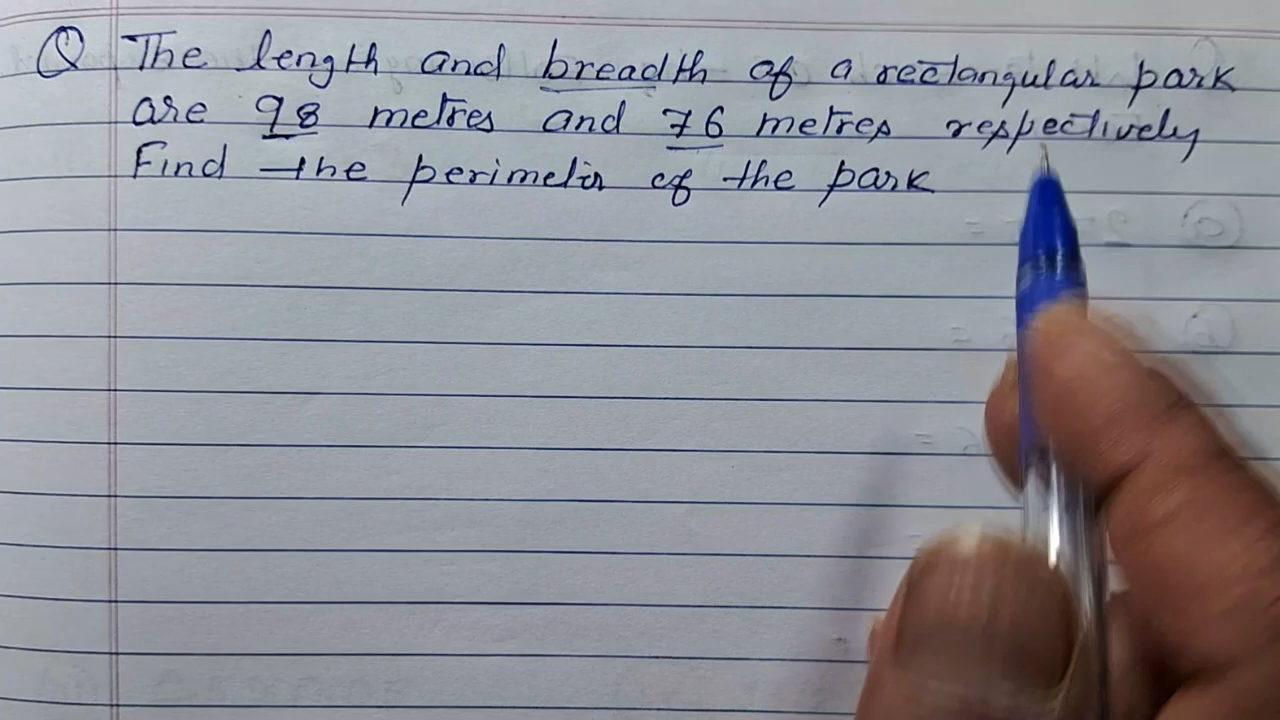 Q The length and breadth of a rectangular park
are 98 metres and 76 metres respectively
Find the perimeter of the park